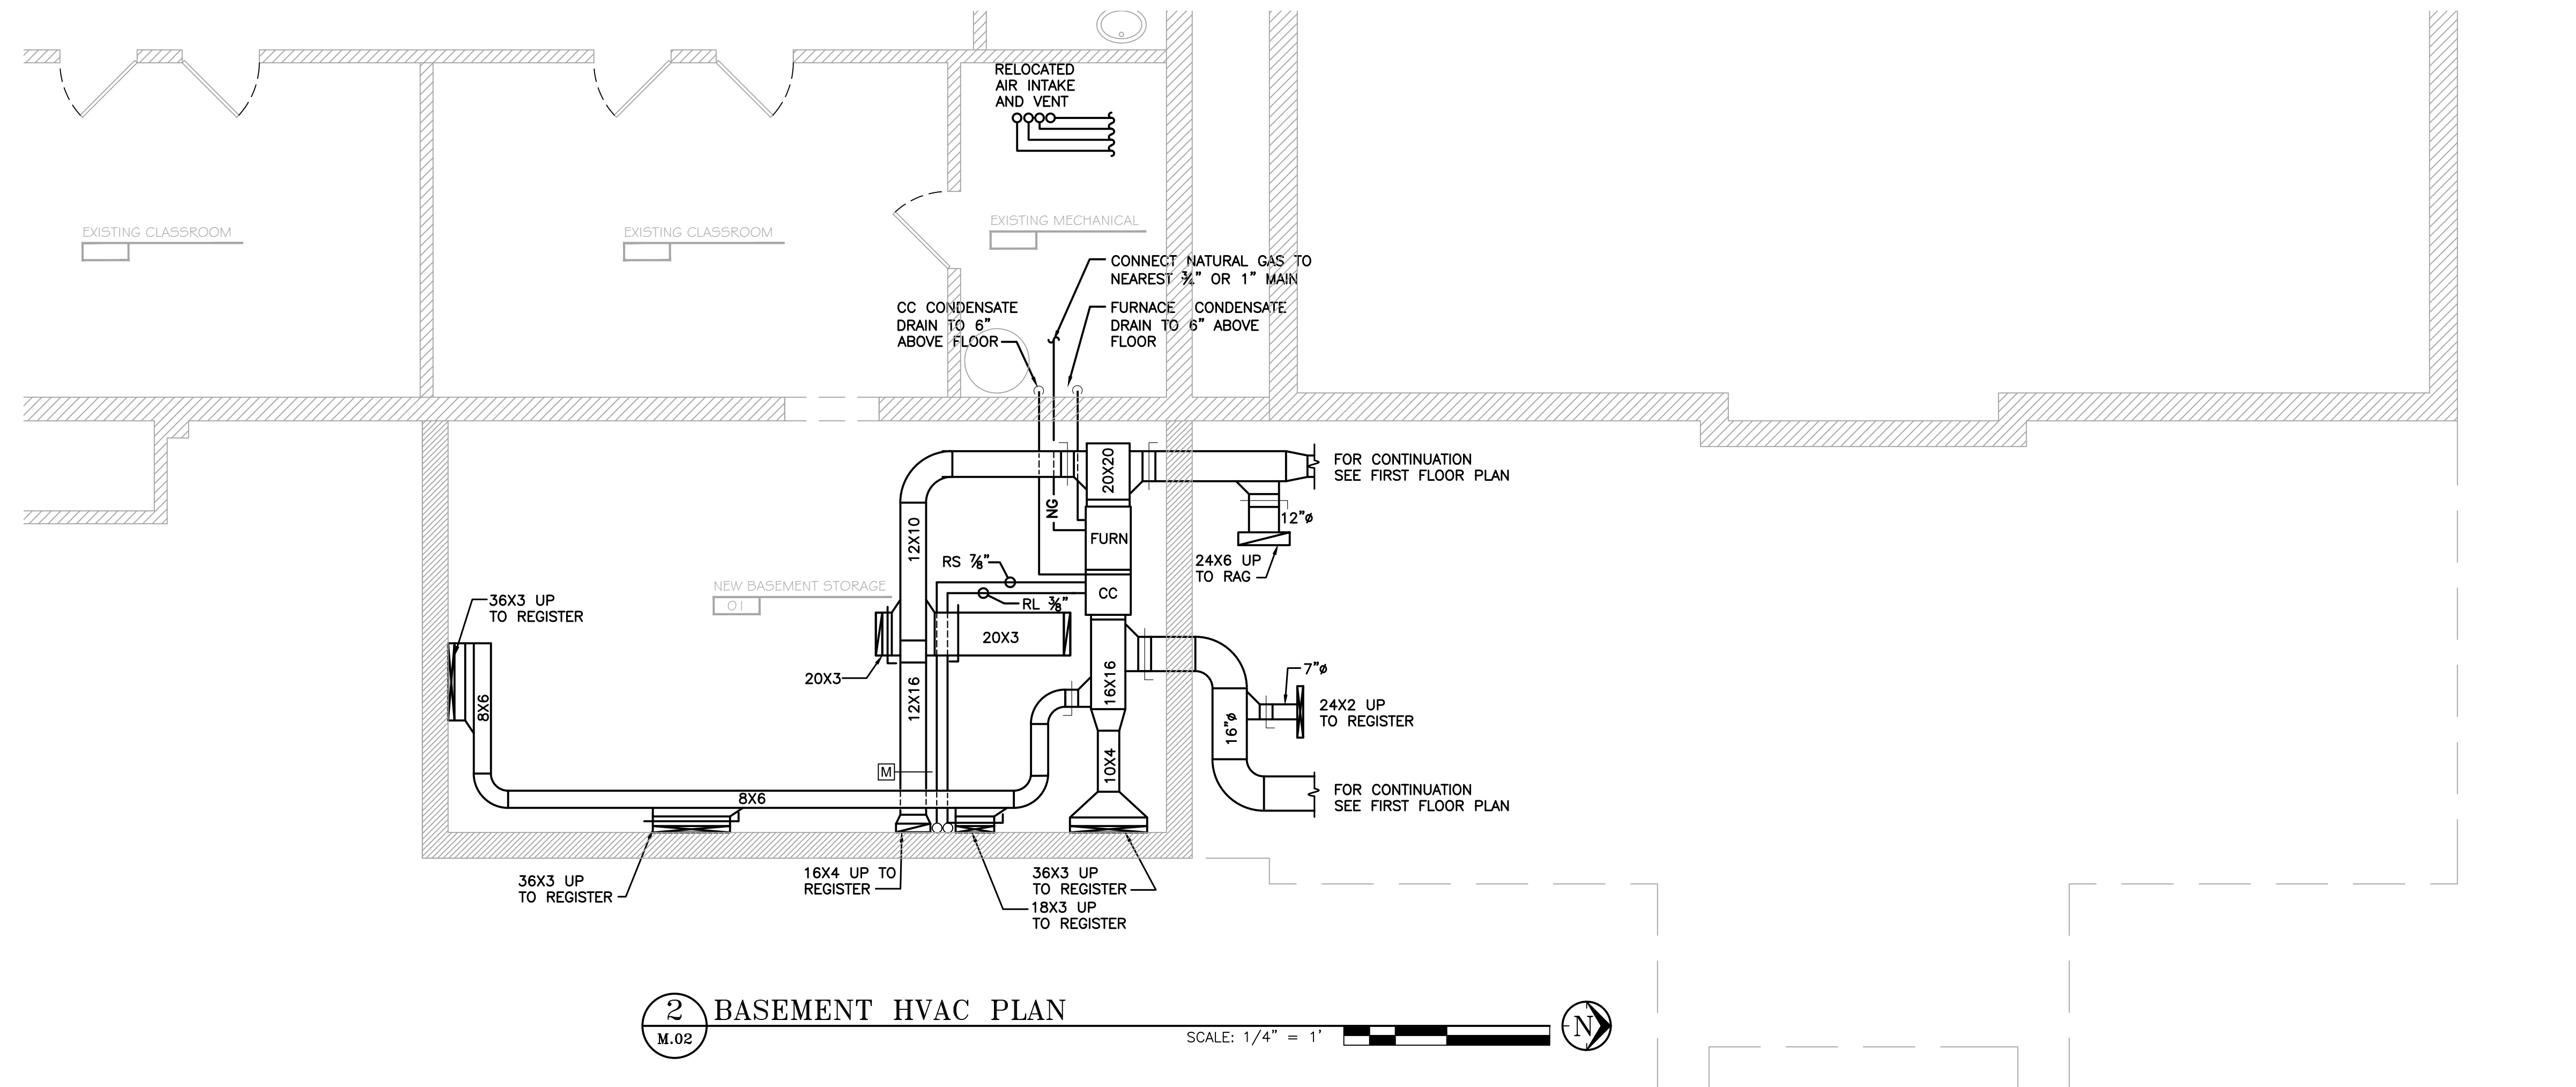 RELOCATED
AIR INTAKE
AND VENT
EXISTING CLASSROOM
EXISTING CLASSROOM
EXISTING MECHANICAL
CONNECT NATURAL GAS TO
NEAREST ¾" OR 1" MAIN
CC CONDENSATE
DRAIN TO 6"
ABOVE FLOOR
FURNACE CONDENSATE
DRAIN TO 6" ABOVE
FLOOR
20X20
FOR CONTINUATION
SEE FIRST FLOOR PLAN
NG
12"ø
12X10
FURN
RS ⅞"
24X6 UP
TO RAG
NEW BASEMENT STORAGE
01
CC
RL ⅜"
36X3 UP
TO REGISTER
20X3
20X3
16X16
7"ø
24X2 UP
TO REGISTER
8X6
12X16
16"ø
M
10X4
8X6
FOR CONTINUATION
SEE FIRST FLOOR PLAN
36X3 UP
TO REGISTER
16X4 UP TO
REGISTER
36X3 UP
TO REGISTER
18X3 UP
TO REGISTER
2
M.02
BASEMENT HVAC PLAN
SCALE: 1/4" = 1'
N